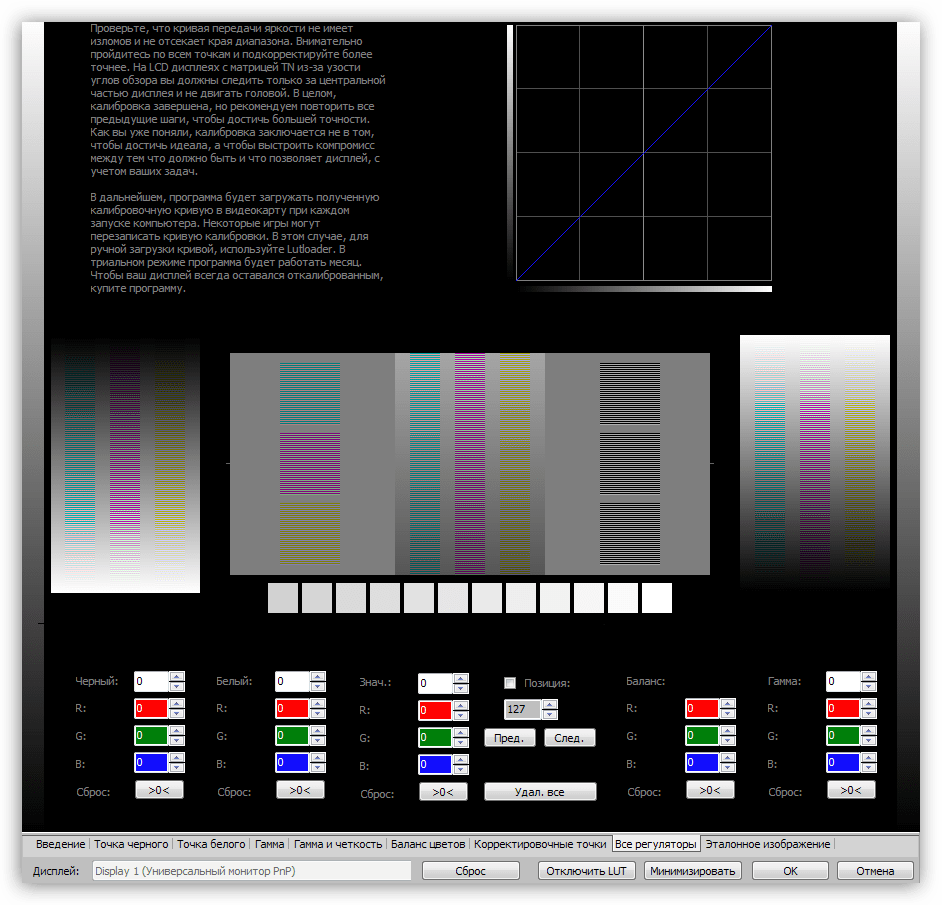 Проверьте, что кривая передачи яркости не имеет
изломов и не отсекает края диапазона. Внимательно
пройдитесь по всем точкам и подкорректируйте более
точнее. На LCD дисплеях с матрицей TN из-за узости
углов обзора вы должны следить только за центральной
частью дисплея и не двигать головой. В целом,
калибровка завершена, но рекомендуем повторить все
предыдущие шаги, чтобы достичь большей точности.
Как вы уже поняли, калибровка заключается не в том,
чтобы достичь идеала, а чтобы выстроить компромисс
между тем что должно быть и что позволяет дисплей, с
учетом ваших задач.
В дальнейшем, программа будет загружать полученную
калибровочную кривую в видеокарту при каждом
запуске компьютера. Некоторые игры могут
перезаписать кривую калибровки. В этом случае, для
ручной загрузки кривой, используйте Lutloader. В
триальном режиме программа будет работать месяц.
Чтобы ваш дисплей всегда оставался откалиброванным,
купите программу.
Черный: 0 Белый: 0 Знач.: 0 Позиция: Баланс: Гамма: 0
R: 0 R: 0 R: 0 127 R: 0 R: 0
G: 0 G: 0 G: 0 Пред. След. G: 0 G: 0
B: 0 B: 0 B: 0 B: 0 B: 0
Сброс: >0< Сброс: >0< Сброс: >0< Удал. все Сброс: >0< Сброс: >0<
Введение Точка черного Точка белого Гамма Гамма и четкость Баланс цветов Корректировочные точки Все регуляторы Эталонное изображение
Дисплей: Display 1 (Универсальный монитор PnP) Сброс Отключить LUT Минимизировать OK Отмена